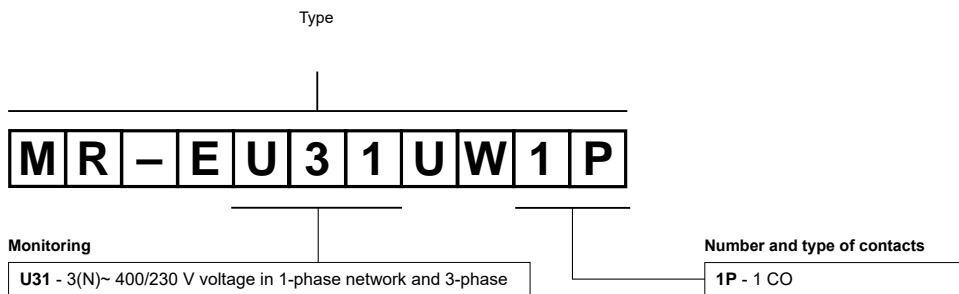 Type
MR–EU31UW1P
Monitoring
Number and type of contacts
U31 - 3(N)~ 400/230 V voltage in 1-phase network and 3-phase
1P - 1 CO